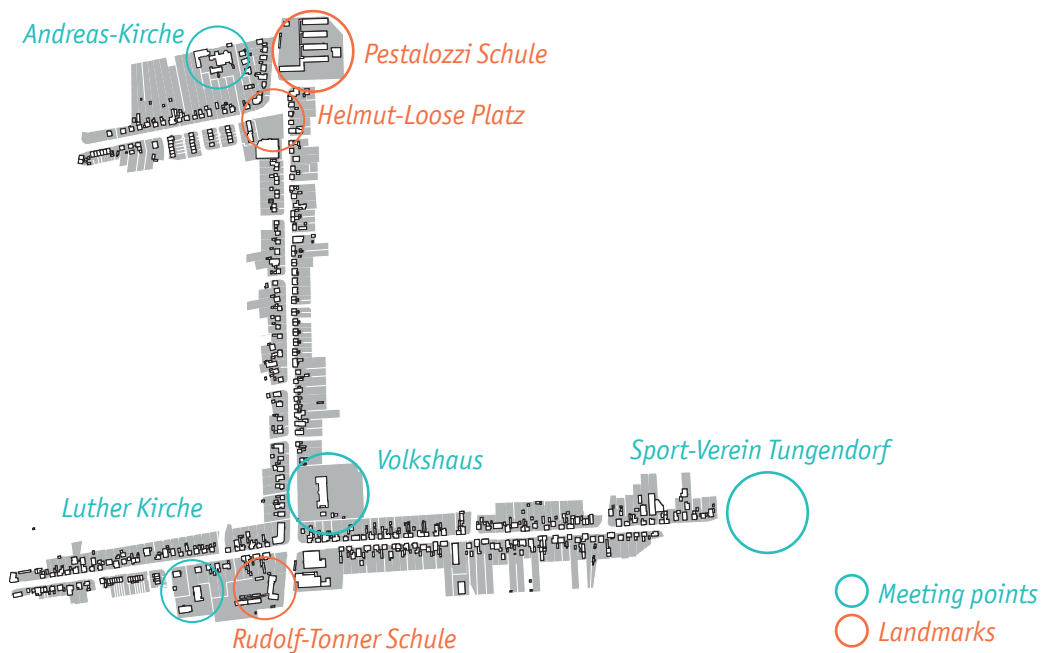 Andreas-Kirche
Pestalozzi Schule
Helmut-Loose Platz
Volkshaus
Sport-Verein Tungendorf
Luther Kirche
Rudolf-Tonner Schule
Meeting points
Landmarks